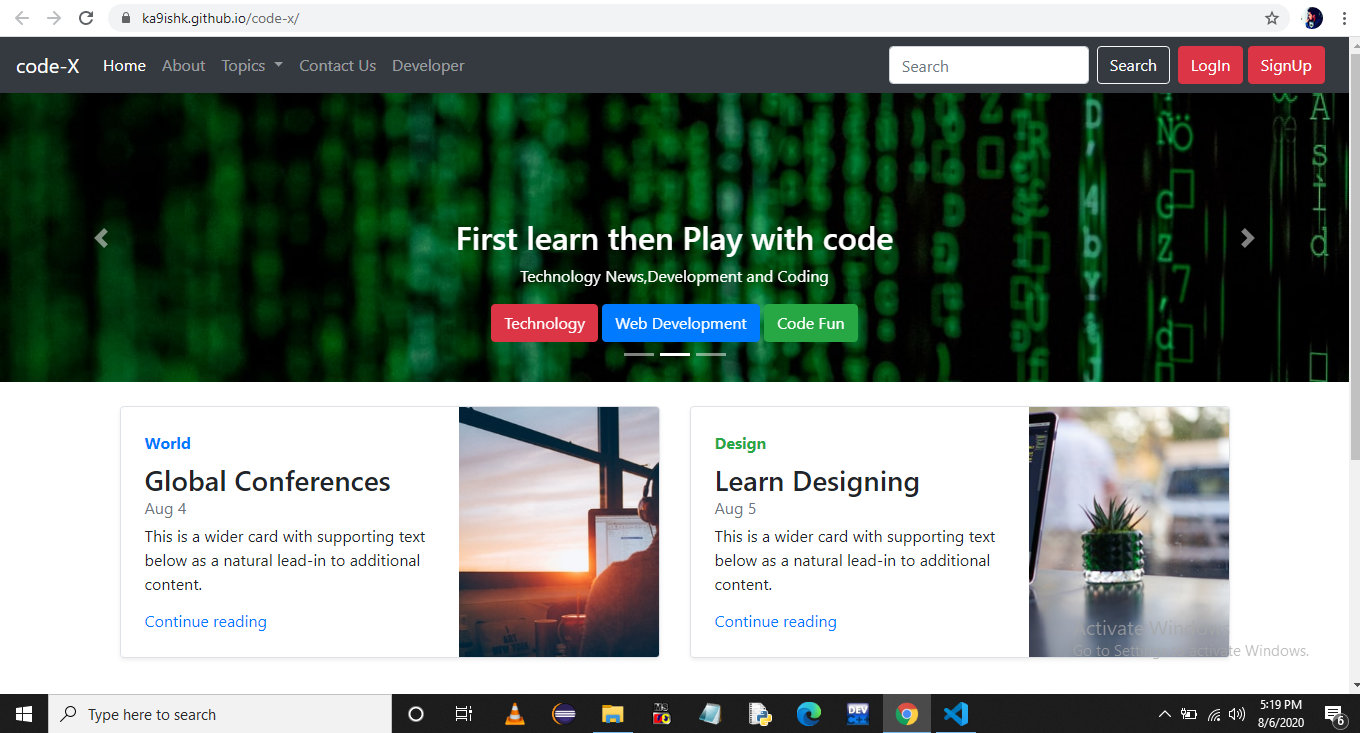 ka9ishk.github.io/code-x/
code-X Home About Topics Contact Us Developer Search Search LogIn SignUp
First learn then Play with code
Technology News,Development and Coding
Technology Web Development Code Fun
World
Global Conferences
Aug 4
This is a wider card with supporting text
below as a natural lead-in to additional
content.
Continue reading
Design
Learn Designing
Aug 5
This is a wider card with supporting text
below as a natural lead-in to additional
content.
Continue reading
Activate Windows
Go to Settings to activate Windows.
Type here to search
DEV
5:19 PM
8/6/2020
6